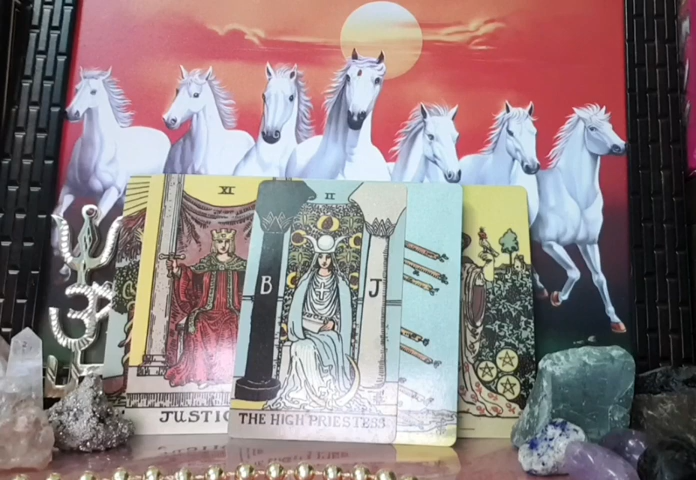 XI
JUSTIC
II
B
J
THE HIGH PRIESTESS
ॐ